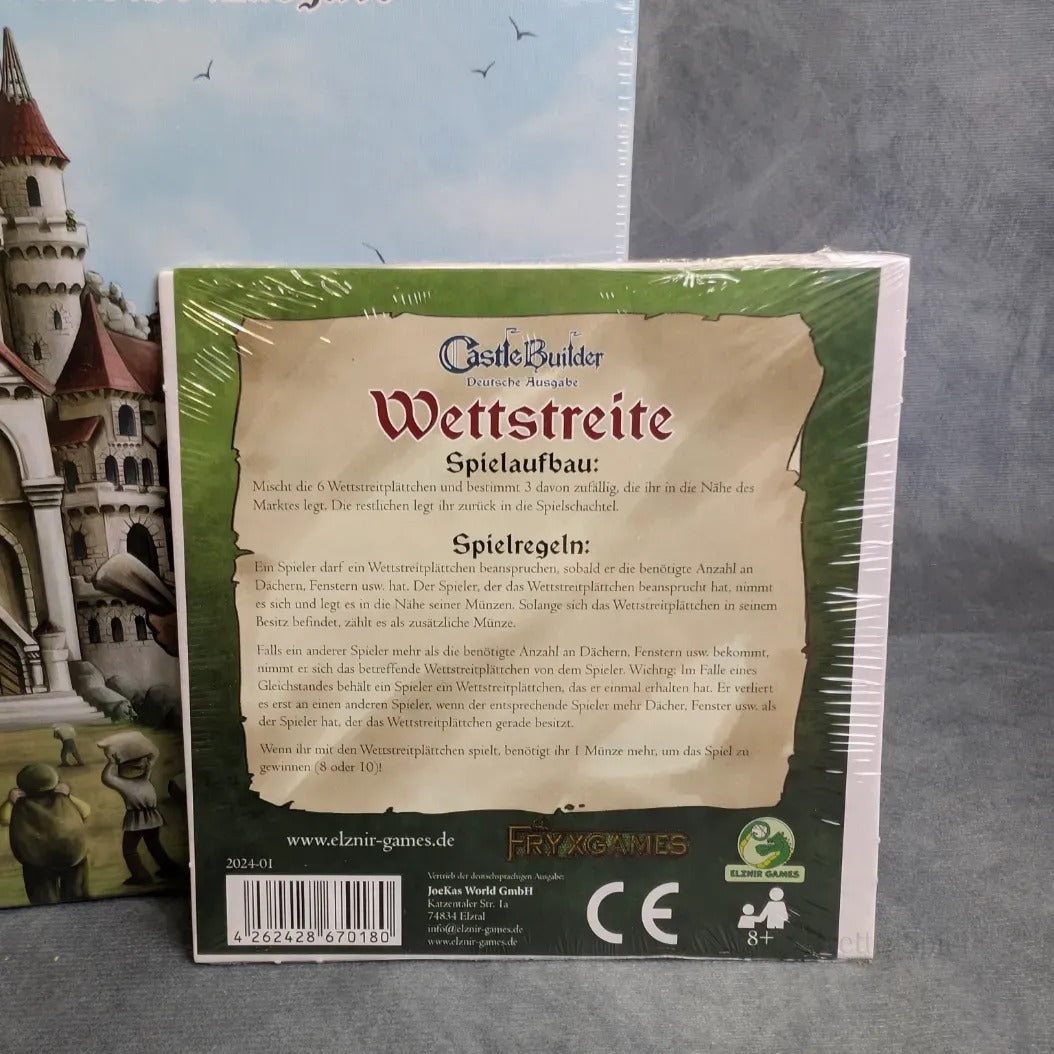 Castle Builder
Deutsche Ausgabe
Wettstreite
Spielaufbau:
Mischt die 6 Wettstreitplättchen und bestimmt 3 davon zufällig, die ihr in die Nähe des
Marktes legt. Die restlichen legt ihr zurück in die Spielschachtel.
Spielregeln:
Ein Spieler darf ein Wettstreitplättchen beanspruchen, sobald er die benötigte Anzahl an
Dächern, Fenstern usw. hat. Der Spieler, der das Wettstreitplättchen beansprucht hat, nimmt
es sich und legt es in die Nähe seiner Münzen. Solange sich das Wettstreitplättchen in seinem
Besitz befindet, zählt es als zusätzliche Münze.
Falls ein anderer Spieler mehr als die benötigte Anzahl an Dächern, Fenstern usw. bekommt,
nimmt er sich das betreffende Wettstreitplättchen von dem Spieler. Wichtig: Im Falle eines
Gleichstandes behält ein Spieler ein Wettstreitplättchen, das er einmal erhalten hat. Er verliert
es erst an einen anderen Spieler, wenn der entsprechende Spieler mehr Dächer, Fenster usw. als
der Spieler hat, der das Wettstreitplättchen gerade besitzt.
Wenn ihr mit den Wettstreitplättchen spielt, benötigt ihr 1 Münze mehr, um das Spiel zu
gewinnen (8 oder 10)!
www.elznir-games.de
FRYXGAMES
ELZNIR GAMES
2024-01
4 262428 670180
Vertrieb der deutschsprachigen Ausgabe:
JoeKas World GmbH
Katzentaler Str. 1a
74834 Elztal
info@elznir-games.de
www.elznir-games.de
CE
8+